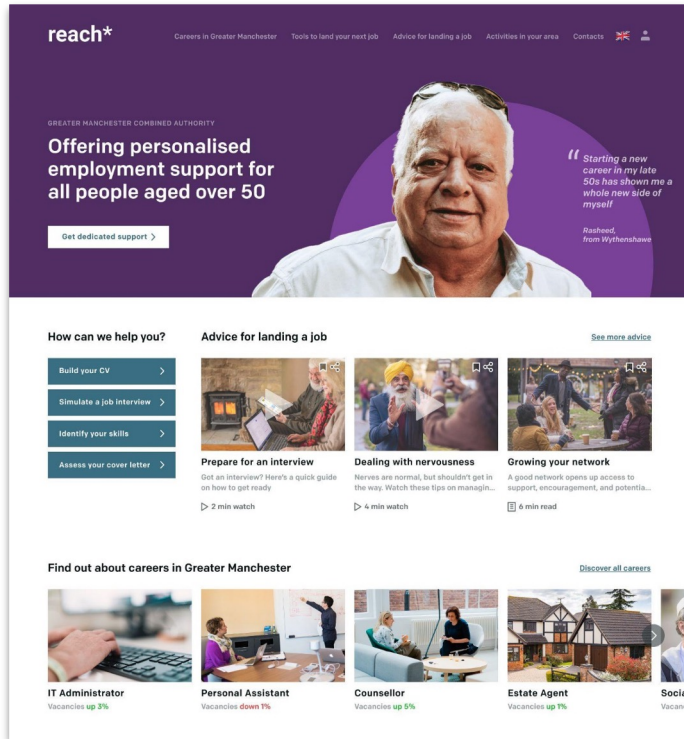 reach*
Careers in Greater Manchester
Tools to land your next job
Advice for landing a job
Activities in your area
Contacts
GREATER MANCHESTER COMBINED AUTHORITY
Offering personalised
employment support for
all people aged over 50
Get dedicated support >
“ Starting a new
career in my late
50s has shown me a
whole new side of
myself
Rasheed,
from Wythenshawe
How can we help you?
Build your CV >
Simulate a job interview >
Identify your skills >
Assess your cover letter >
Advice for landing a job
See more advice
Prepare for an interview
Got an interview? Here's a quick guide
on how to get ready
2 min watch
Dealing with nervousness
Nerves are normal, but shouldn't get in
the way. Watch these tips on managin...
4 min watch
Growing your network
A good network opens up access to
support, encouragement, and potentia...
6 min read
Find out about careers in Greater Manchester
Discover all careers
IT Administrator
Vacancies up 3%
Personal Assistant
Vacancies down 1%
Counsellor
Vacancies up 5%
Estate Agent
Vacancies up 1%
Socia
Vacan